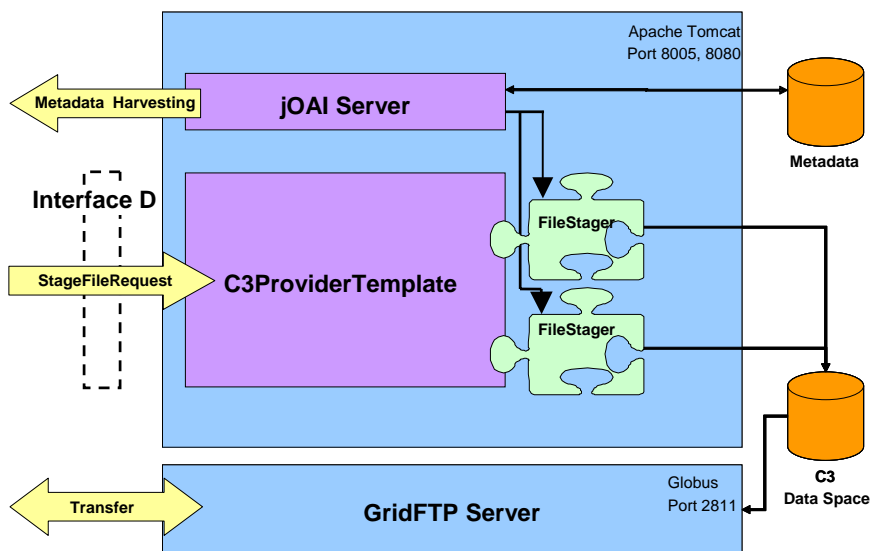 Apache Tomcat
Port 8005, 8080
Metadata Harvesting
jOAI Server
Metadata
Interface D
FileStager
StageFileRequest
C3ProviderTemplate
FileStager
C3
Data Space
Globus
Port 2811
Transfer
GridFTP Server